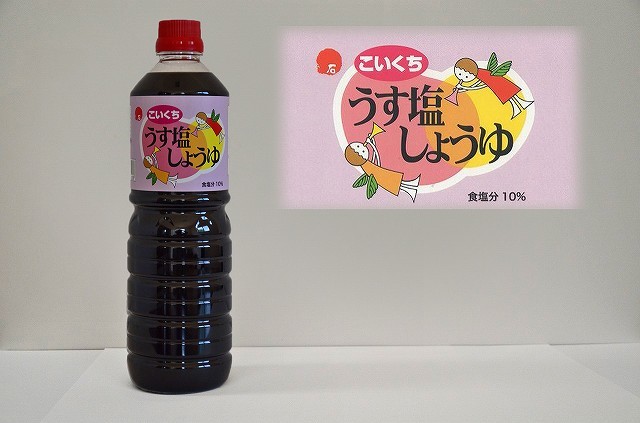 こいくち
うす塩
しょうゆ
食塩分 10%
石
こいくち
うす塩
しょうゆ
食塩分 10%